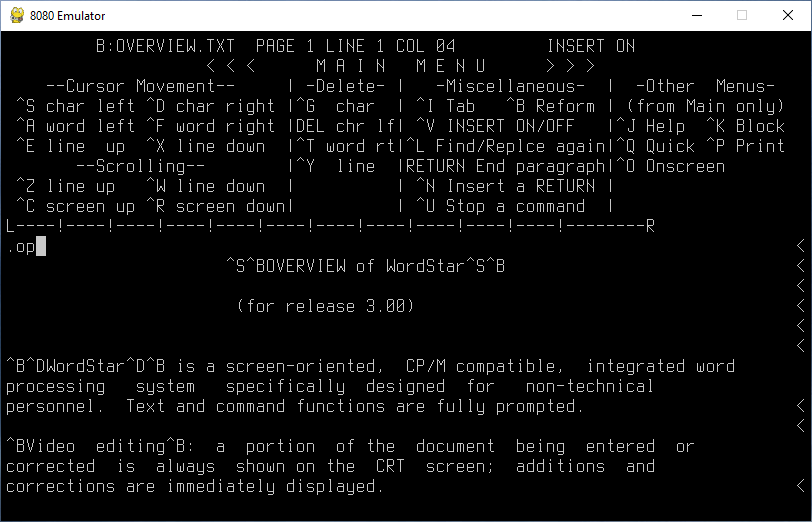 8080 Emulator
B:OVERVIEW.TXT  PAGE 1 LINE 1 COL 04          INSERT ON
< < <      M A I N   M E N U      > > >
--Cursor Movement--      | -Delete- |   -Miscellaneous-  |  -Other  Menus-
^S char left ^D char right |^G  char  | ^I Tab   ^B Reform | (from Main only)
^A word left ^F word right |DEL chr lf| ^V INSERT ON/OFF   |^J Help  ^K Block
^E line  up  ^X line down  |^T word rt|^L Find/Replce again|^Q Quick ^P Print
--Scrolling--         |^Y  line  |RETURN End paragraph|^O Onscreen
^Z line up   ^W line down  |          | ^N Insert a RETURN |
^C screen up ^R screen down|          | ^U Stop a command  |
L----!----!----!----!----!----!----!----!----!----!----!--------R
.op <
^S^BOVERVIEW of WordStar^S^B <
<
(for release 3.00) <
<
<
^B^DWordStar^D^B is a screen-oriented,  CP/M compatible,  integrated word
processing   system   specifically  designed  for   non-technical
personnel.  Text and command functions are fully prompted. <
<
^BVideo  editing^B:  a  portion  of  the  document  being  entered  or
corrected  is  always  shown on  the  CRT  screen;  additions  and
corrections are immediately displayed. <